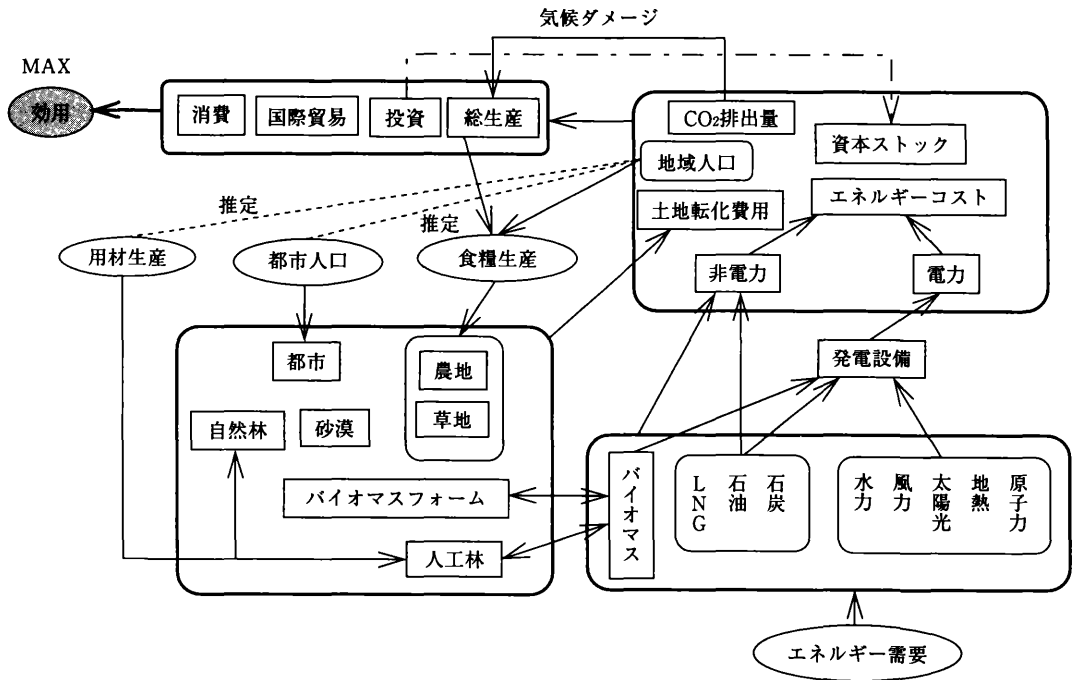 気候ダメージ
MAX
効用
消費
国際貿易
投資
総生産
CO₂排出量
資本ストック
地域人口
土地転化費用
エネルギーコスト
推定
推定
用材生産
都市人口
食糧生産
非電力
電力
都市
農地
草地
発電設備
自然林
砂漠
バイオマスフォーム
人工林
バイオマス
LNG
石油
石炭
水力
風力
太陽光
地熱
原子力
エネルギー需要